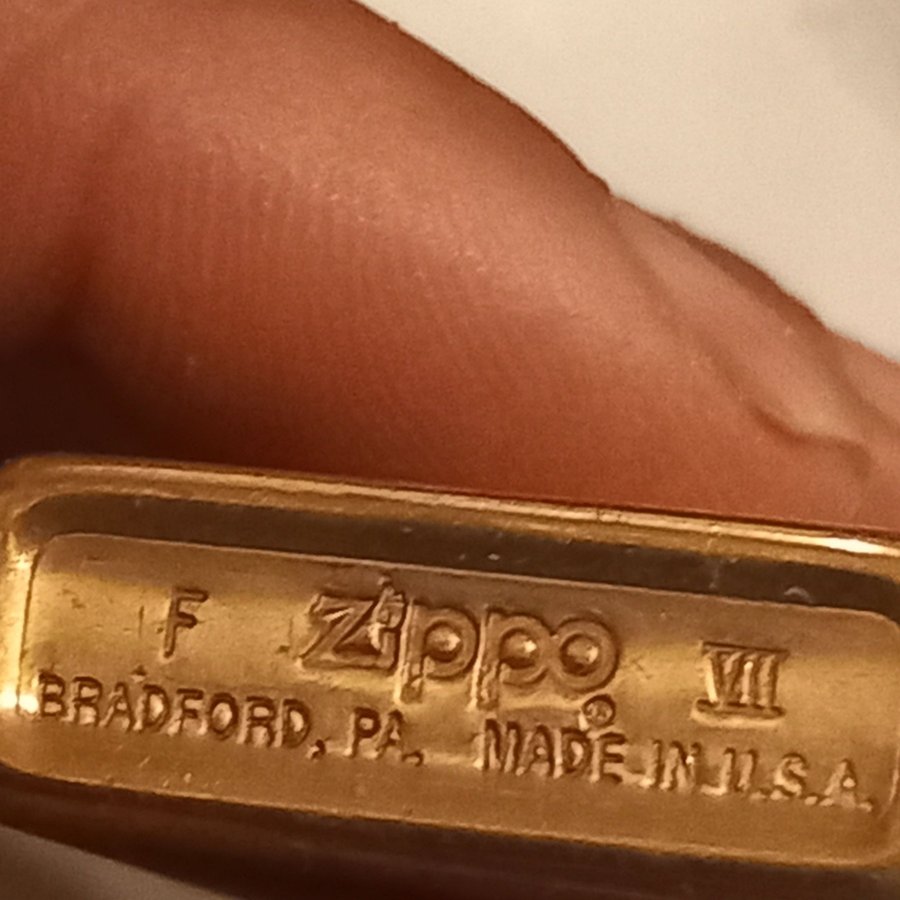 F zippo ® VII
BRADFORD, PA. MADE IN U.S.A.